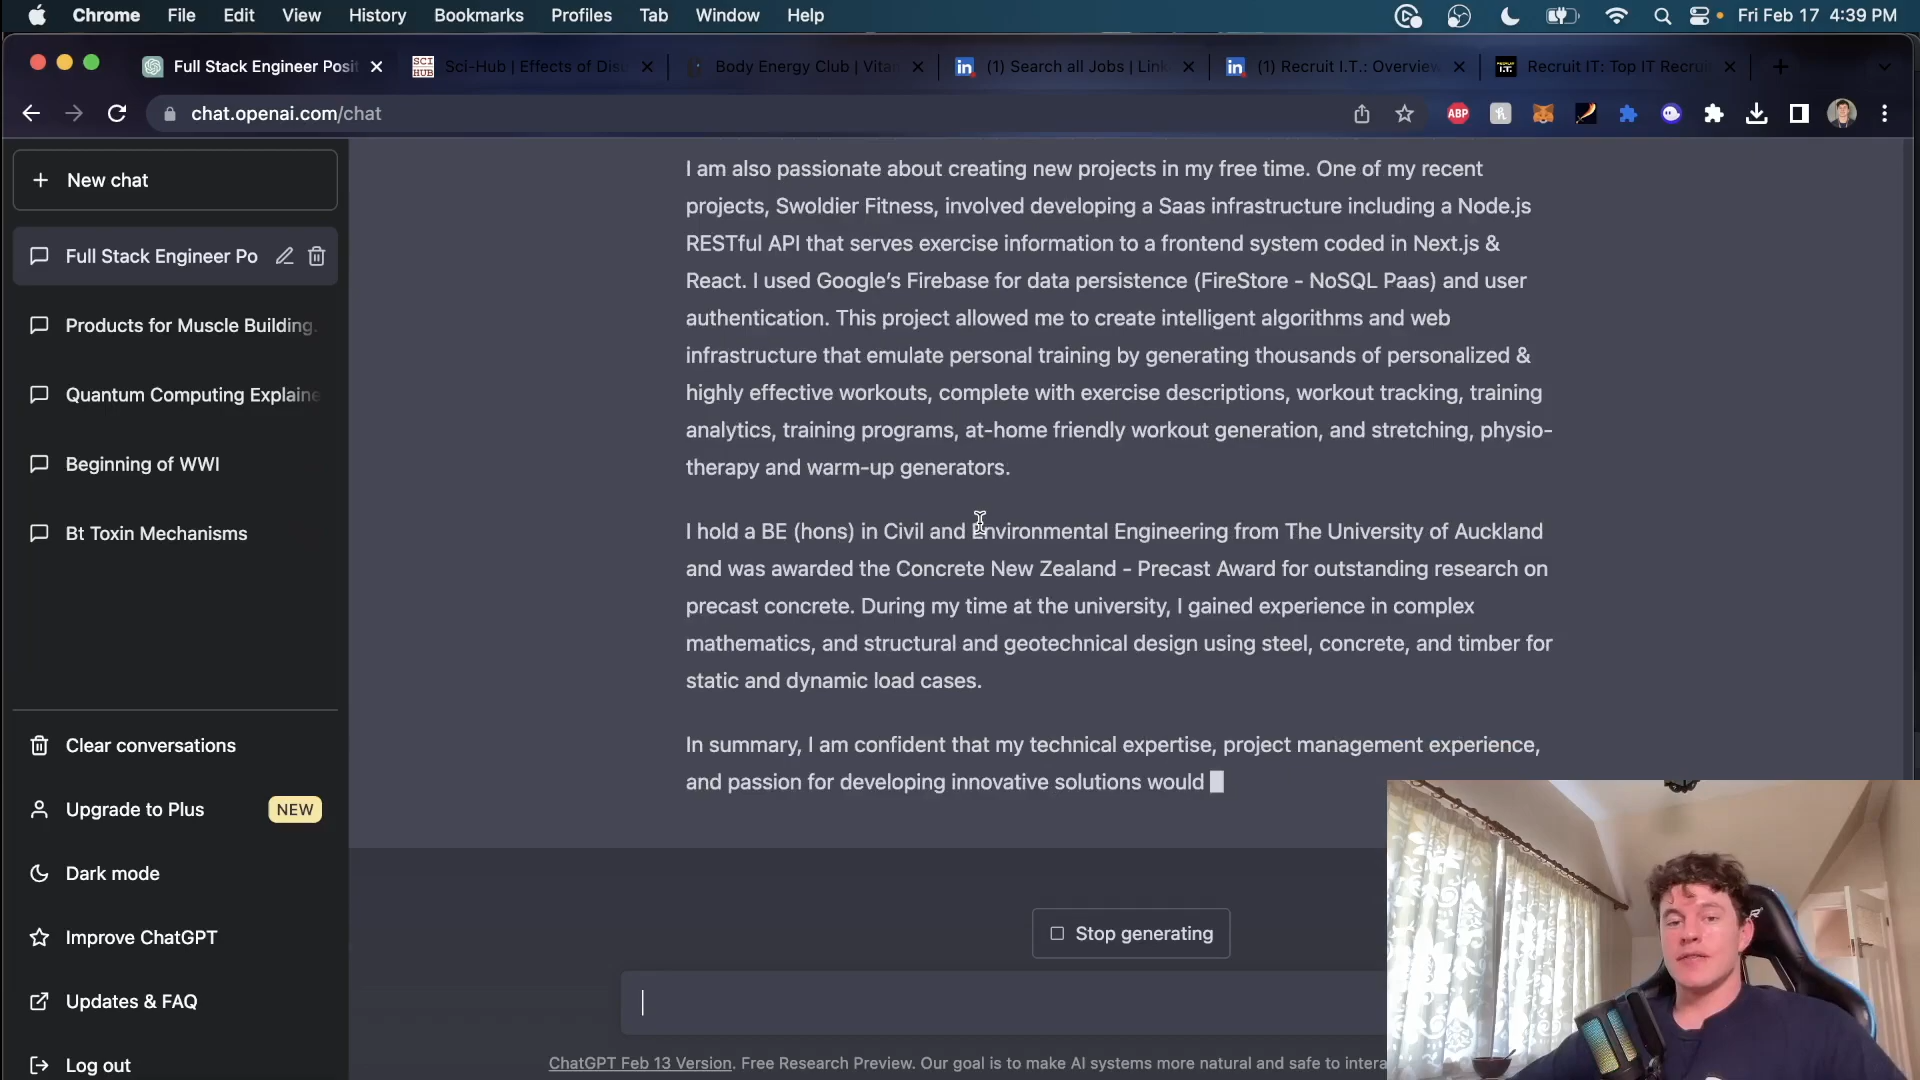 Chrome File Edit View History Bookmarks Profiles Tab Window Help Fri Feb 17 4:39 PM
Full Stack Engineer Posit SCI HUB Sci-Hub | Effects of Dist Body Energy Club | Vita in (1) Search all Jobs | Link in (1) Recruit I.T.: Overview Recruit IT: Top IT Recrui
chat.openai.com/chat ABP
New chat
Full Stack Engineer Po
Products for Muscle Building.
Quantum Computing Explaine
Beginning of WWI
Bt Toxin Mechanisms
Clear conversations
Upgrade to Plus NEW
Dark mode
Improve ChatGPT
Updates & FAQ
Log out
I am also passionate about creating new projects in my free time. One of my recent
projects, Swoldier Fitness, involved developing a Saas infrastructure including a Node.js
RESTful API that serves exercise information to a frontend system coded in Next.js &
React. I used Google’s Firebase for data persistence (FireStore - NoSQL Paas) and user
authentication. This project allowed me to create intelligent algorithms and web
infrastructure that emulate personal training by generating thousands of personalized &
highly effective workouts, complete with exercise descriptions, workout tracking, training
analytics, training programs, at-home friendly workout generation, and stretching, physio-
therapy and warm-up generators.
I hold a BE (hons) in Civil and Environmental Engineering from The University of Auckland
and was awarded the Concrete New Zealand - Precast Award for outstanding research on
precast concrete. During my time at the university, I gained experience in complex
mathematics, and structural and geotechnical design using steel, concrete, and timber for
static and dynamic load cases.
In summary, I am confident that my technical expertise, project management experience,
and passion for developing innovative solutions would
Stop generating
ChatGPT Feb 13 Version. Free Research Preview. Our goal is to make AI systems more natural and safe to intera